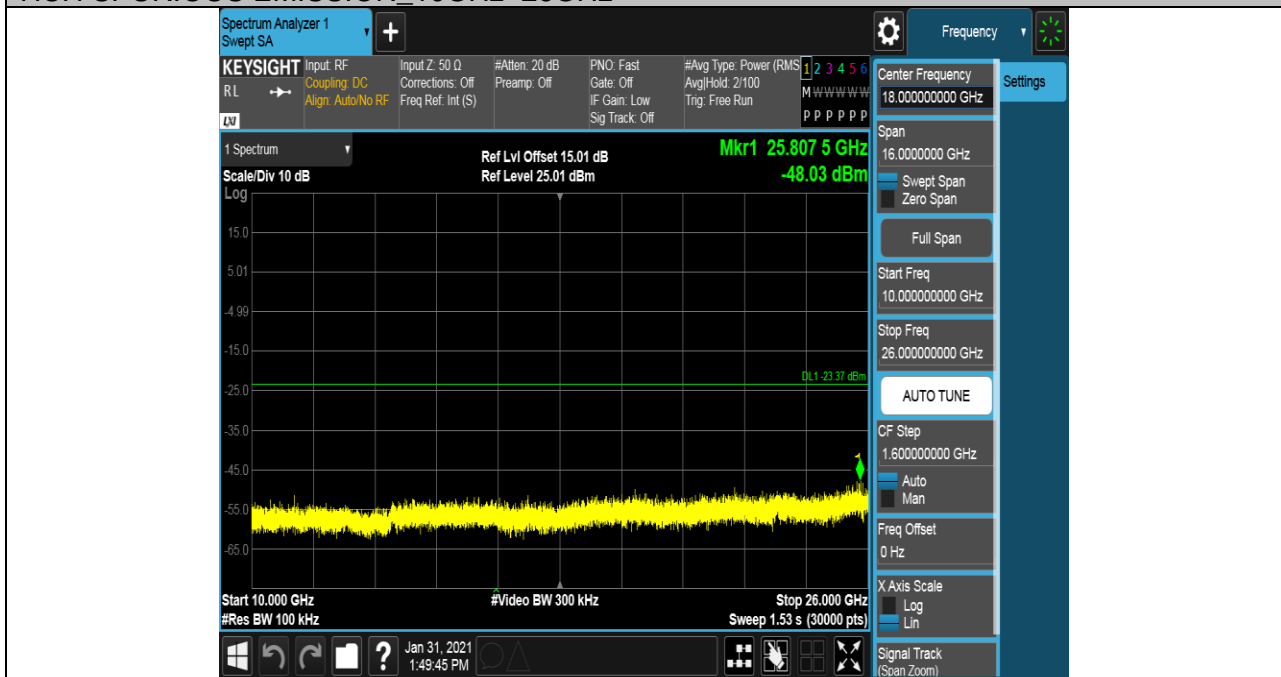 Spectrum Analyzer 1
Swept SA
Frequency
KEYSIGHT
RL
LXI
Input: RF
Coupling: DC
Align: Auto/No RF
Input Z: 50 Ω
Corrections: Off
Freq Ref: Int (S)
#Atten: 20 dB
Preamp: Off
PNO: Fast
Gate: Off
IF Gain: Low
Sig Track: Off
#Avg Type: Power (RMS
Avg|Hold: 2/100
Trig: Free Run
1 2 3 4 5 6
M W W W W W
P P P P P P
Center Frequency
18.000000000 GHz
Settings
Span
16.0000000 GHz
Swept Span
Zero Span
Full Span
Start Freq
10.000000000 GHz
Stop Freq
26.000000000 GHz
AUTO TUNE
CF Step
1.600000000 GHz
Auto
Man
Freq Offset
0 Hz
X Axis Scale
Log
Lin
Signal Track
(Span Zoom)
1 Spectrum
Scale/Div 10 dB
Log
Ref Lvl Offset 15.01 dB
Ref Level 25.01 dBm
Mkr1 25.807 5 GHz
-48.03 dBm
15.0
5.01
-4.99
-15.0
DL1 -23.37 dBm
-25.0
-35.0
-45.0
1
-55.0
-65.0
Start 10.000 GHz
#Video BW 300 kHz
Stop 26.000 GHz
#Res BW 100 kHz
Sweep 1.53 s (30000 pts)
Jan 31, 2021
1:49:45 PM